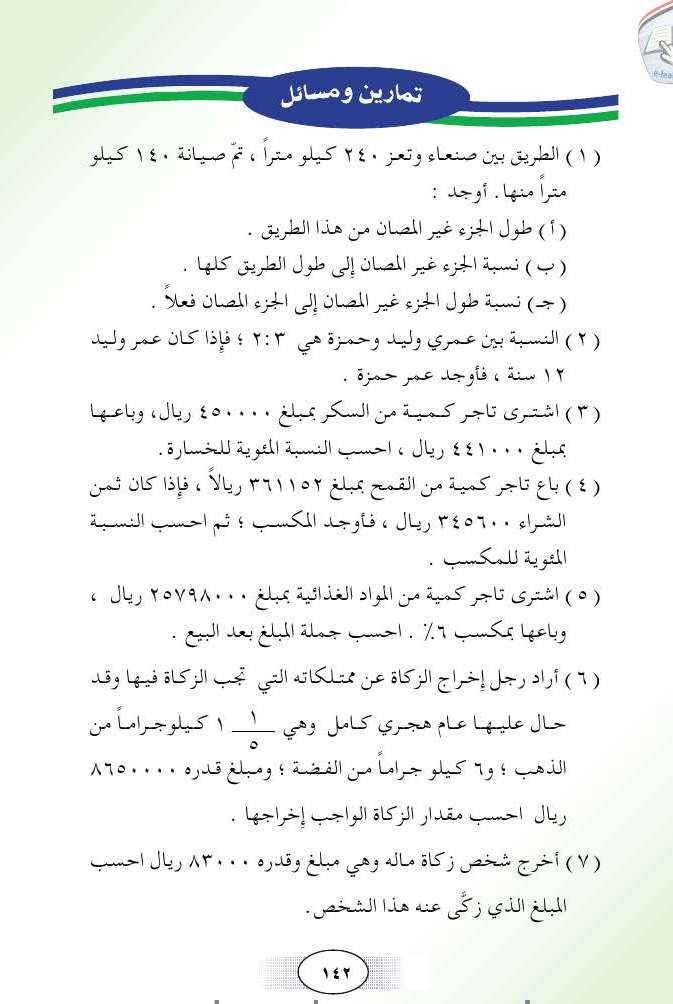 e-lea
تمارين ومسائل
(١) الطريق بين صنعاء وتعز ٢٤٠ كيلو متراً ، تمّ صيانة ١٤٠ كيلو
متراً منها. أوجد :
(أ) طول الجزء غير المصان من هذا الطريق .
(ب) نسبة الجزء غير المصان إلى طول الطريق كلها .
(جـ) نسبة طول الجزء غير المصان إلى الجزء المصان فعلاً .
(٢) النسبة بين عمري وليد وحمزة هي ٣:٢ ؛ فإذا كان عمر وليد
١٢ سنة ، فأوجد عمر حمزة .
(٣) اشترى تاجر كمية من السكر بمبلغ ٤٥٠٠٠٠ ريال، وباعها
بمبلغ ٤٤١٠٠٠ ريال ، احسب النسبة المئوية للخسارة.
(٤) باع تاجر كمية من القمح بمبلغ ٣٦١١٥٢ ريالاً ، فإذا كان ثمن
الشراء ٣٤٥٦٠٠ ريال ، فأوجد المكسب ؛ ثم احسب النسبة
المئوية للمكسب .
(٥) اشترى تاجر كمية من المواد الغذائية بمبلغ ٢٥٧٩٨٠٠٠ ريال ،
وباعها بمكسب ٦٪ . احسب جملة المبلغ بعد البيع .
(٦) أراد رجل إخراج الزكاة عن ممتلكاته التي تجب الزكاة فيها وقد
حال عليها عام هجري كامل وهي ١ ١/٥ كيلوجراماً من
الذهب ؛ و٦ كيلو جراماً من الفضة ؛ ومبلغ قدره ٨٦٥٠٠٠٠
ريال احسب مقدار الزكاة الواجب إخراجها .
(٧) أخرج شخص زكاة ماله وهي مبلغ وقدره ٨٣٠٠٠ ريال احسب
المبلغ الذي زكَّى عنه هذا الشخص.
١٤٢